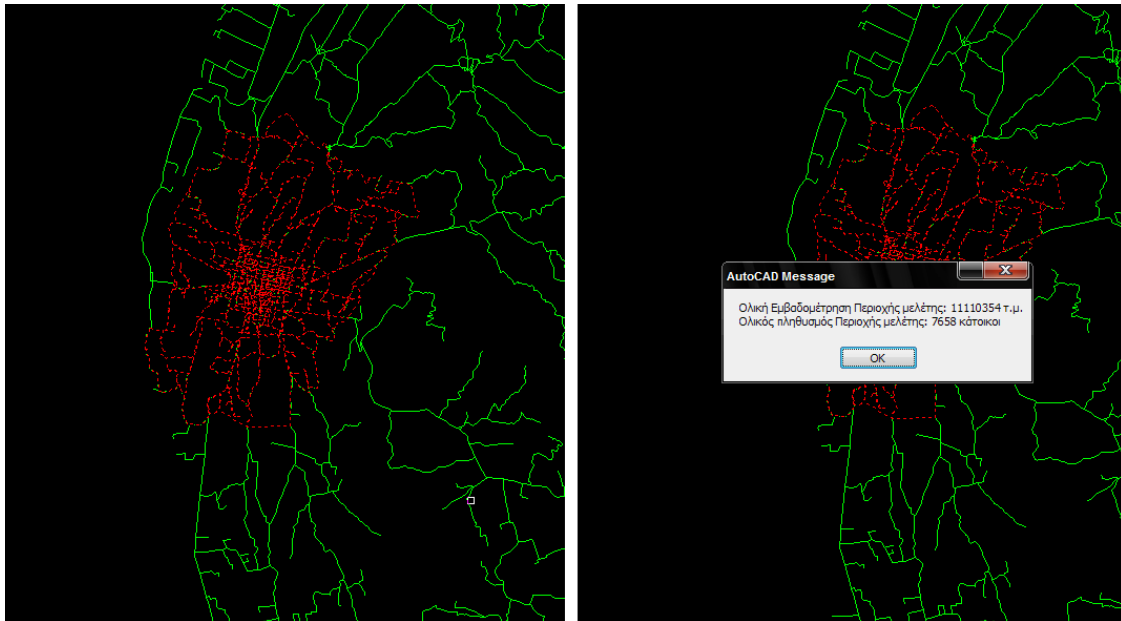 AutoCAD Message
Ολική Εμβαδομέτρηση Περιοχής μελέτης: 11110354 τ.μ.
Ολικός πληθυσμός Περιοχής μελέτης: 7658 κάτοικοι
OK